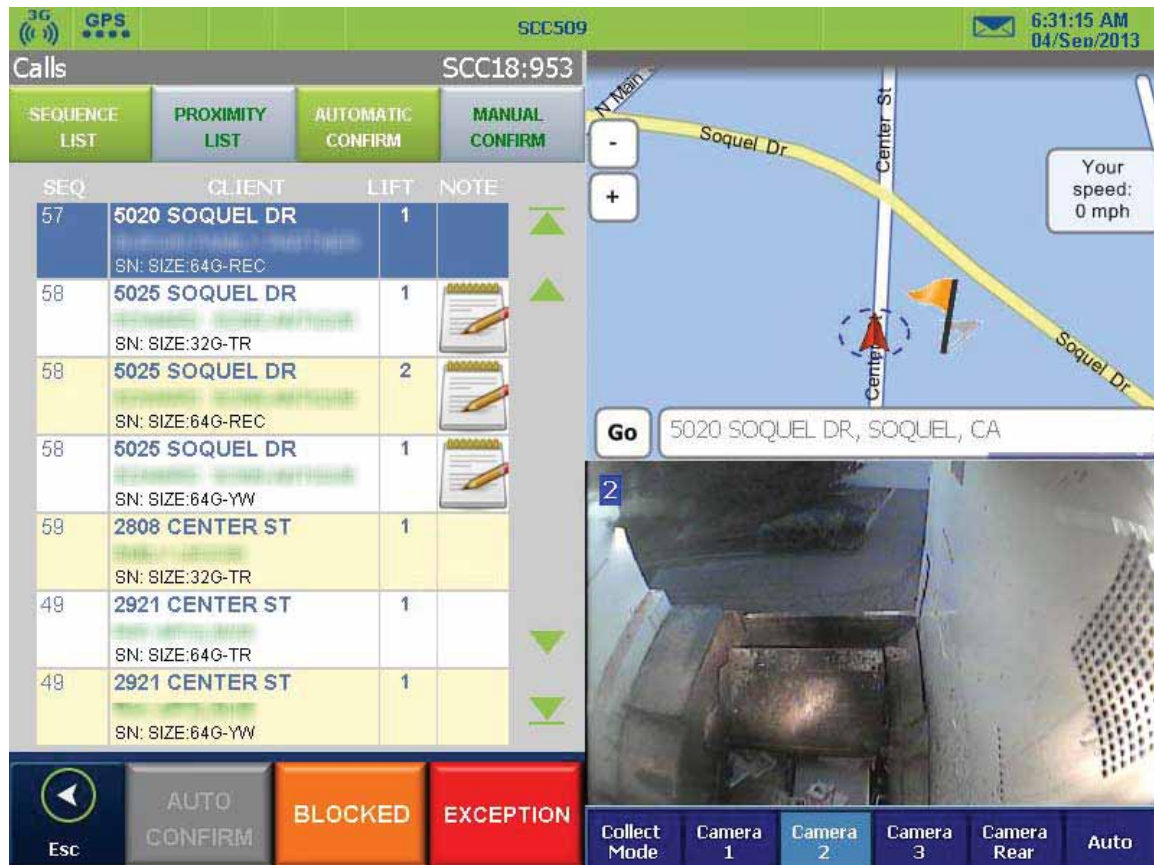 3G GPS SCC509 6:31:15 AM
04/Sep/2013
Calls SCC18:953
SEQUENCE LIST
PROXIMITY LIST
AUTOMATIC CONFIRM
MANUAL CONFIRM
SEQ CLIENT LIFT NOTE
57 5020 SOQUEL DR 1
SN: SIZE:64G-REC
58 5025 SOQUEL DR 1
SN: SIZE:32G-TR
58 5025 SOQUEL DR 2
SN: SIZE:64G-REC
58 5025 SOQUEL DR 1
SN: SIZE:64G-YW
59 2808 CENTER ST 1
SN: SIZE:32G-TR
49 2921 CENTER ST 1
SN: SIZE:64G-TR
49 2921 CENTER ST 1
SN: SIZE:64G-YW
Esc
AUTO CONFIRM
BLOCKED
EXCEPTION
N Main
Soquel Dr
Center St
-
+
Your
speed:
0 mph
Center
Soquel Dr
Go 5020 SOQUEL DR, SOQUEL, CA
2
Collect Mode
Camera 1
Camera 2
Camera 3
Camera Rear
Auto